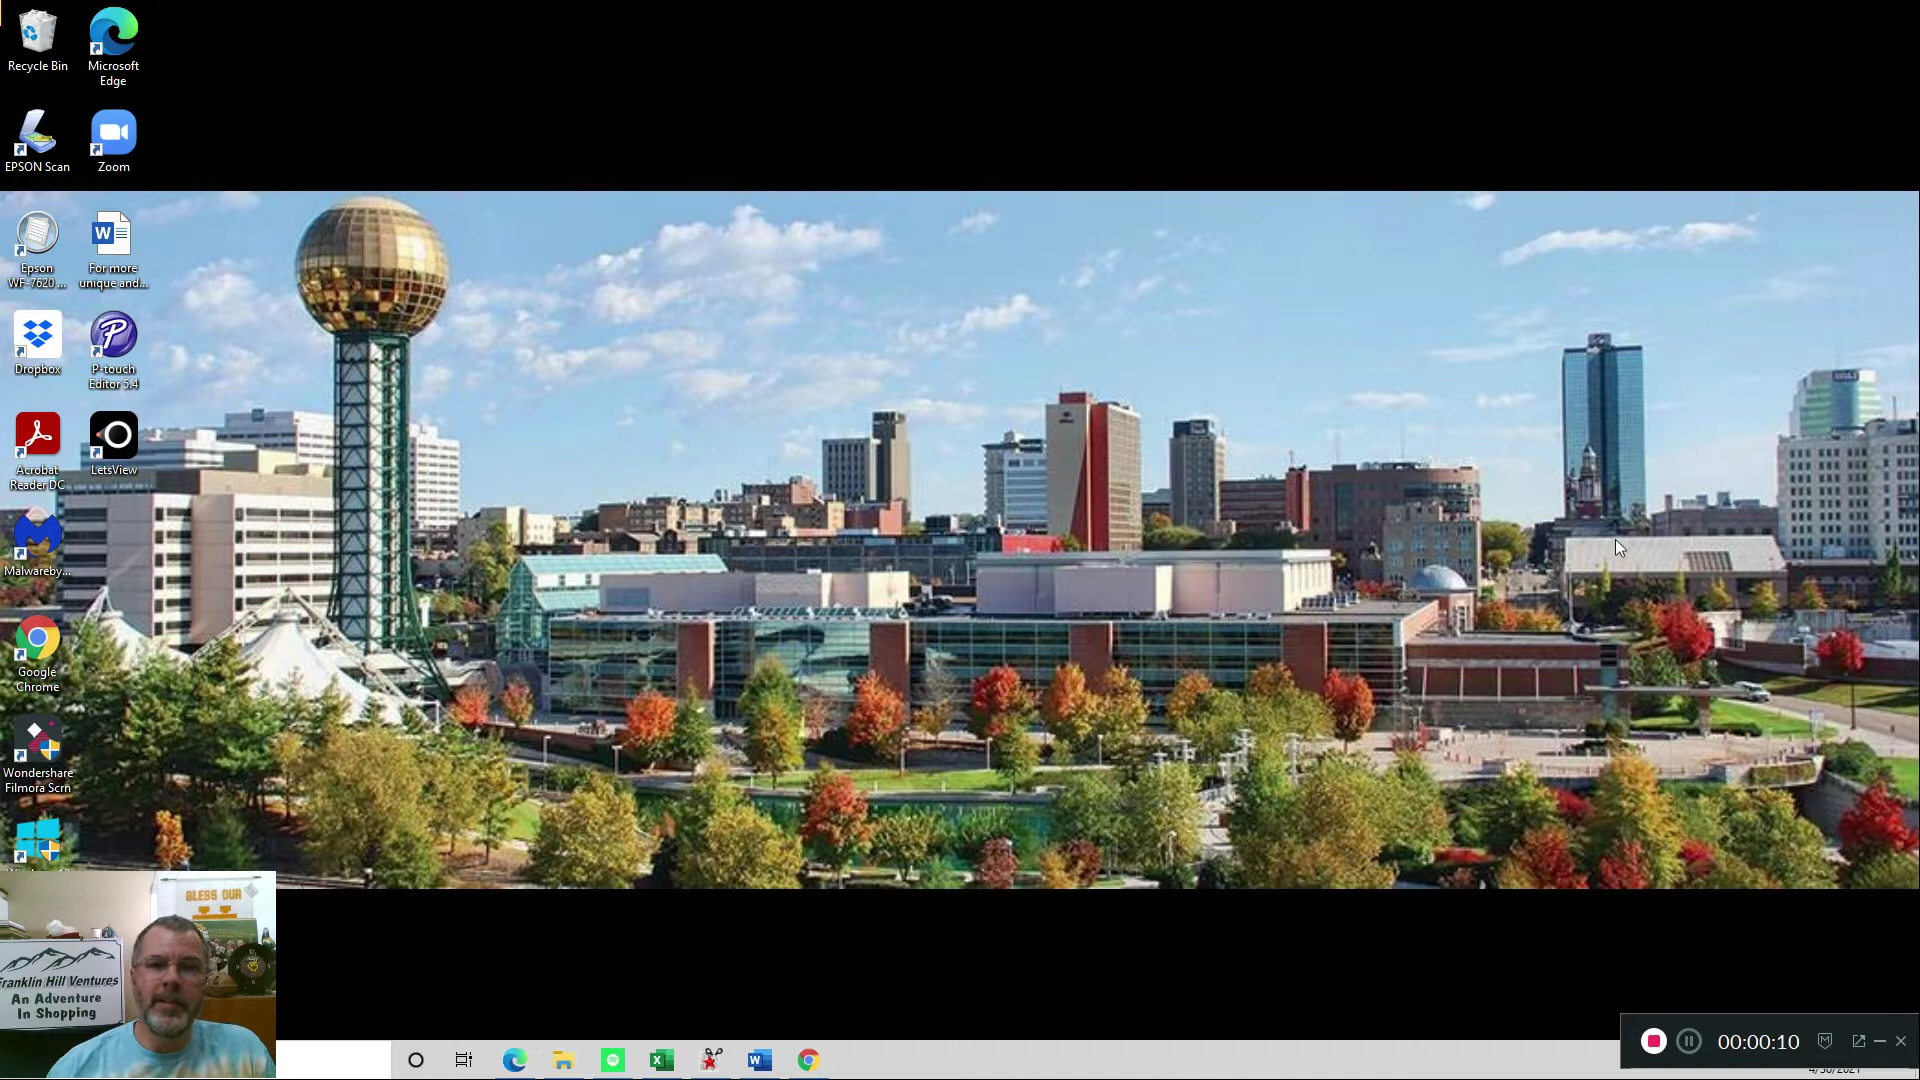 Recycle Bin
Microsoft
Edge
EPSON Scan
Zoom
Epson
WF-7620 ...
For more
unique and...
Dropbox
P-touch
Editor 5.4
Acrobat
Reader DC
LetsView
Malwareby...
Google
Chrome
Wondershare
Filmora Scrn
BLESS OUR
Franklin Hill Ventures
An Adventure
In Shopping
00:00:10